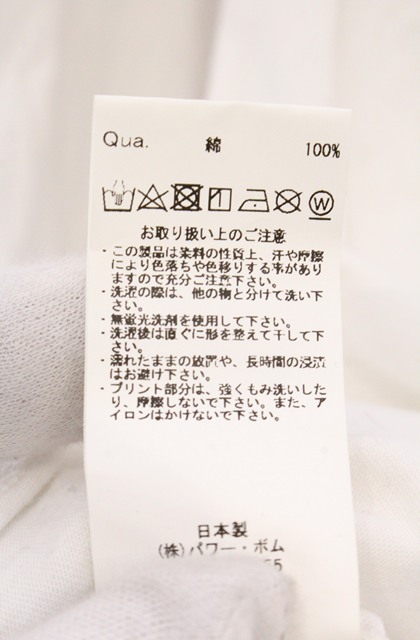 Qua. 綿 100%
お取り扱い上のご注意
・この製品は染料の性質上、汗や摩擦
により色落ちや色移りする事があり
ますので充分ご注意下さい。
・洗濯の際は、他の物と分けて洗い下
さい。
・無蛍光洗剤を使用して下さい。
・洗濯後は直ぐに形を整えて干して下
さい。
・濡れたままの放置や、長時間の浸漬
はお避け下さい。
・プリント部分は、強くもみ洗いした
り、摩擦しないで下さい。また、ア
イロンはかけないで下さい。
日本製
(株)パワー・ボム